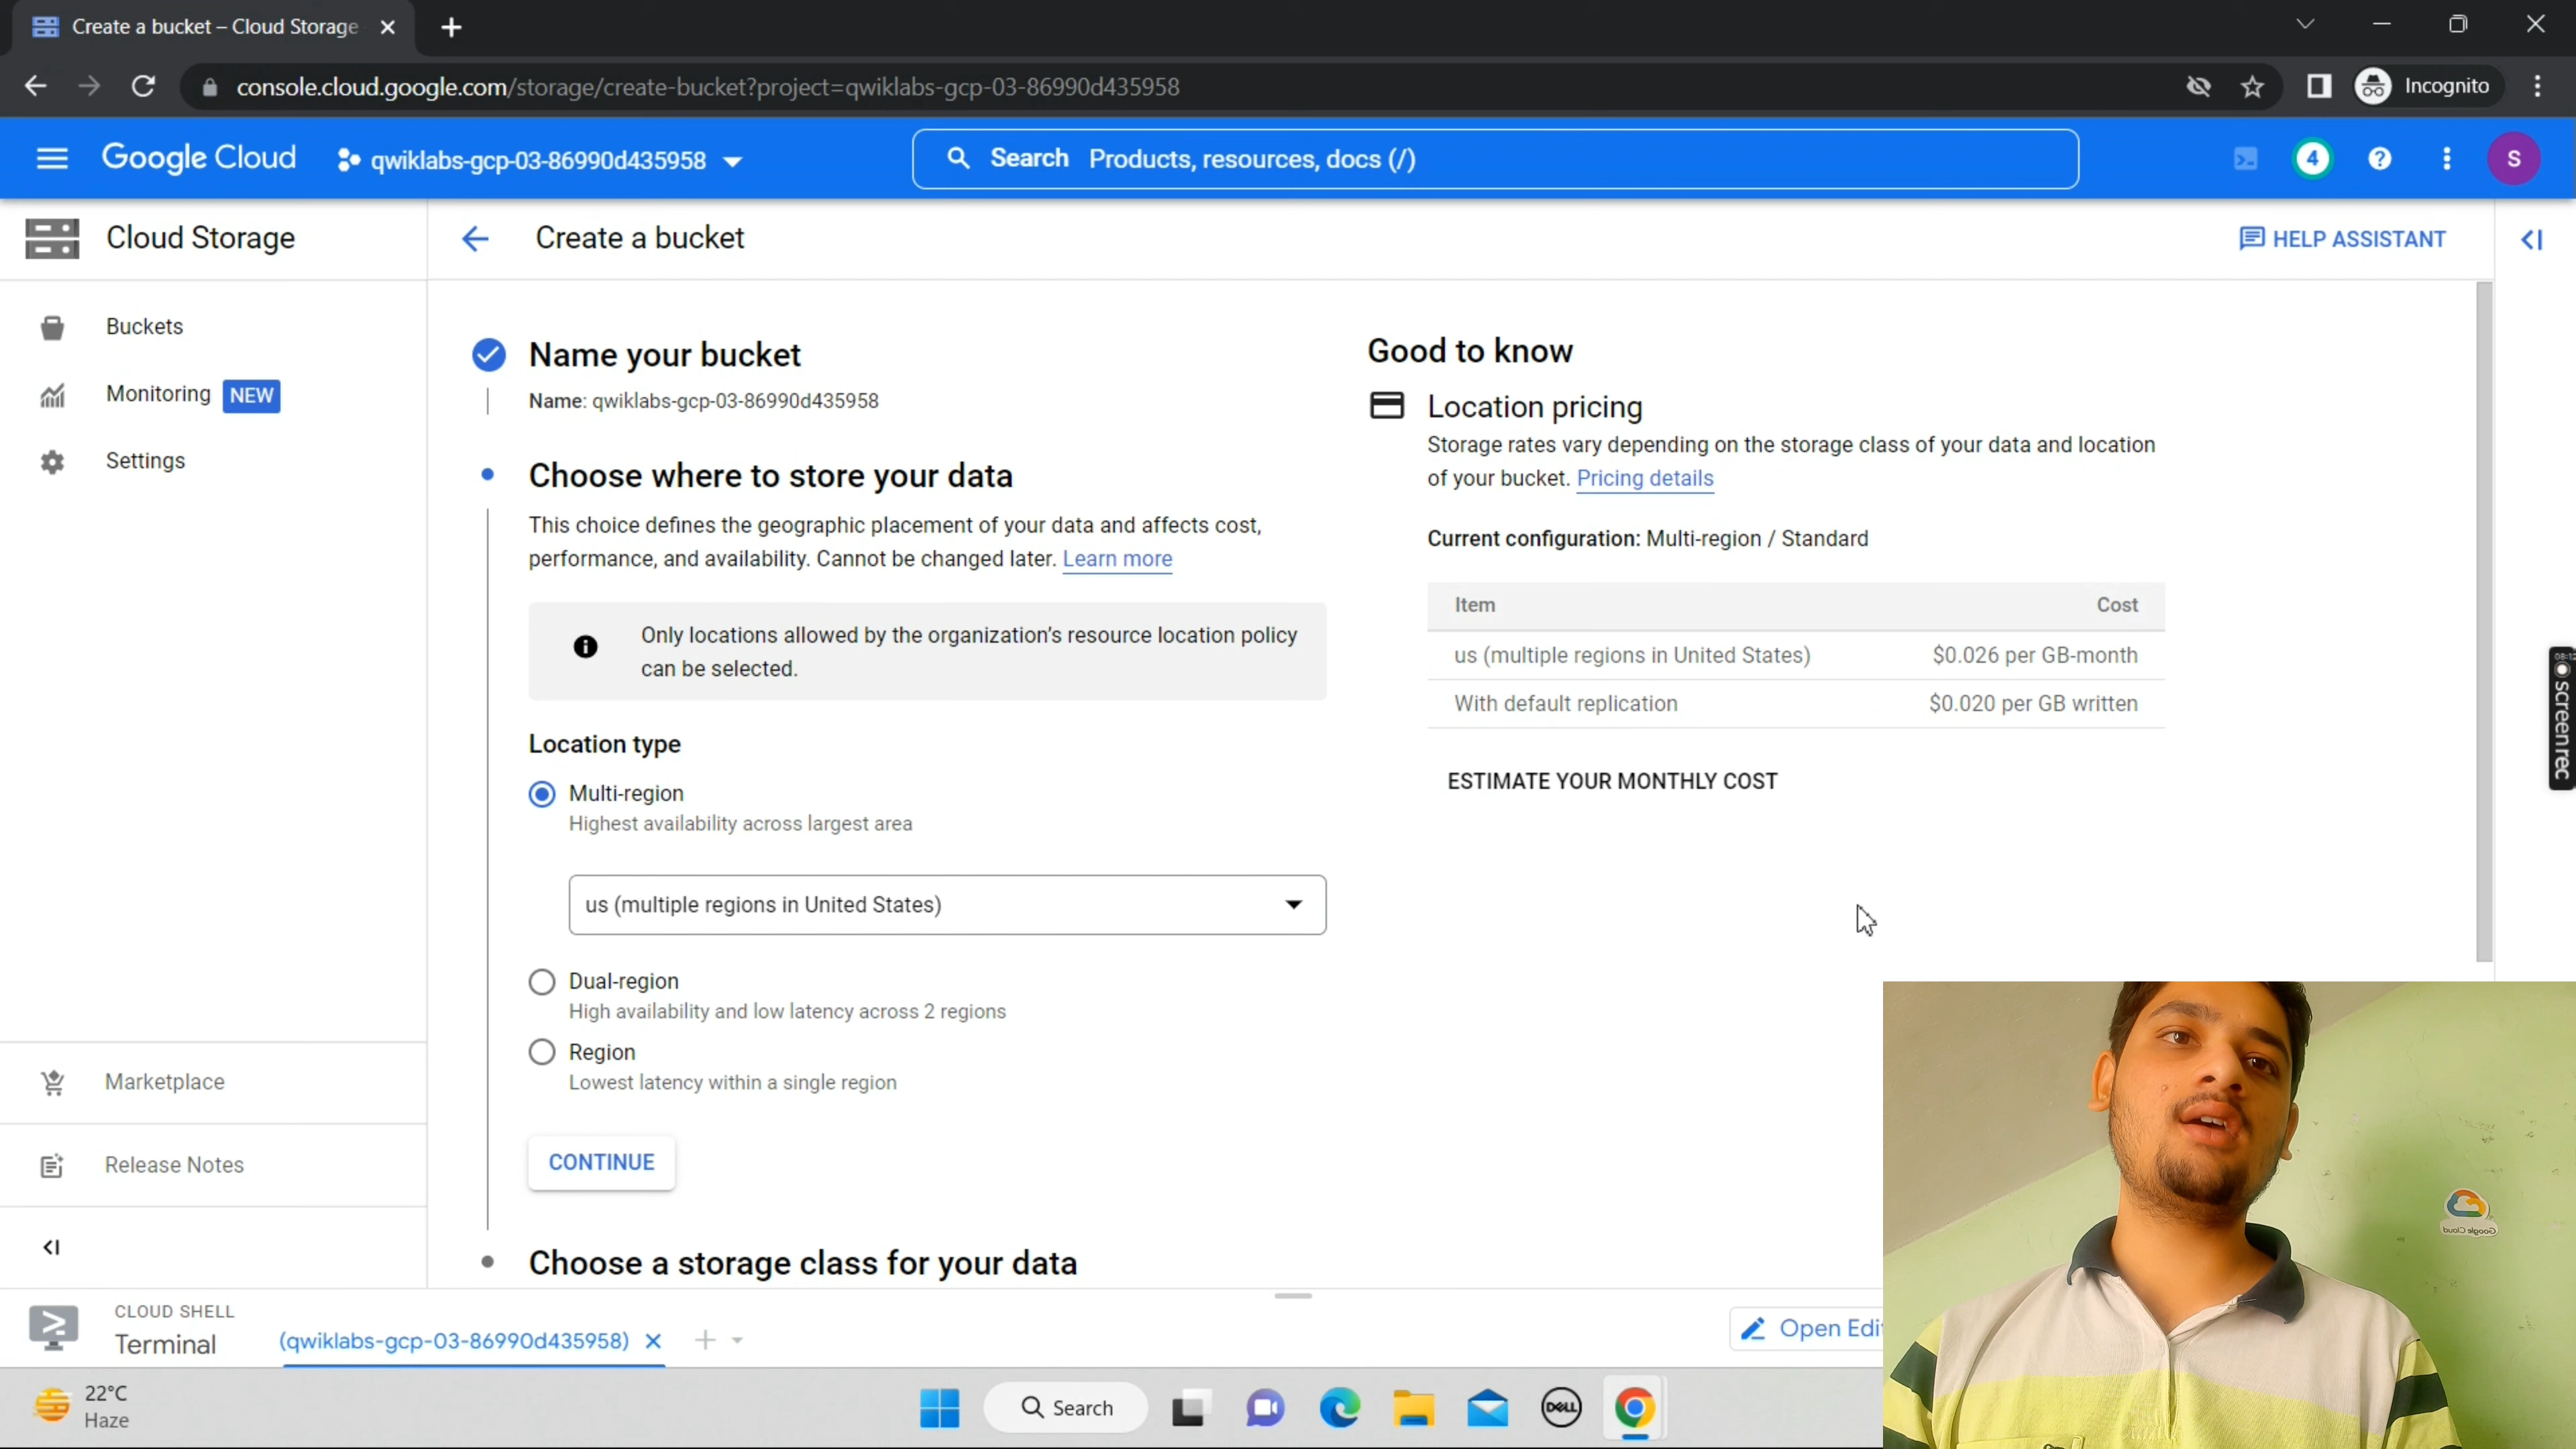 Create a bucket – Cloud Storage
console.cloud.google.com/storage/create-bucket?project=qwiklabs-gcp-03-86990d435958
Incognito
Google Cloud
qwiklabs-gcp-03-86990d435958
Search Products, resources, docs (/)
4
S
Cloud Storage
Create a bucket
HELP ASSISTANT
Buckets
Monitoring NEW
Settings
Marketplace
Release Notes
Name your bucket
Name: qwiklabs-gcp-03-86990d435958
Choose where to store your data
This choice defines the geographic placement of your data and affects cost,
performance, and availability. Cannot be changed later. Learn more
Only locations allowed by the organization's resource location policy
can be selected.
Location type
Multi-region
Highest availability across largest area
us (multiple regions in United States)
Dual-region
High availability and low latency across 2 regions
Region
Lowest latency within a single region
CONTINUE
Choose a storage class for your data
Good to know
Location pricing
Storage rates vary depending on the storage class of your data and location
of your bucket. Pricing details
Current configuration: Multi-region / Standard
Item Cost
us (multiple regions in United States) $0.026 per GB-month
With default replication $0.020 per GB written
ESTIMATE YOUR MONTHLY COST
screenrec
CLOUD SHELL
Terminal
(qwiklabs-gcp-03-86990d435958)
Open Edi
Google Cloud
22°C
Haze
Search
DELL